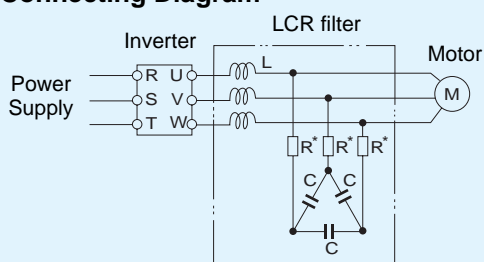 Connecting Diagram
LCR filter
Inverter
Motor
Power
Supply
R U
S V
T W
L
M
R* R* R*
C C
C